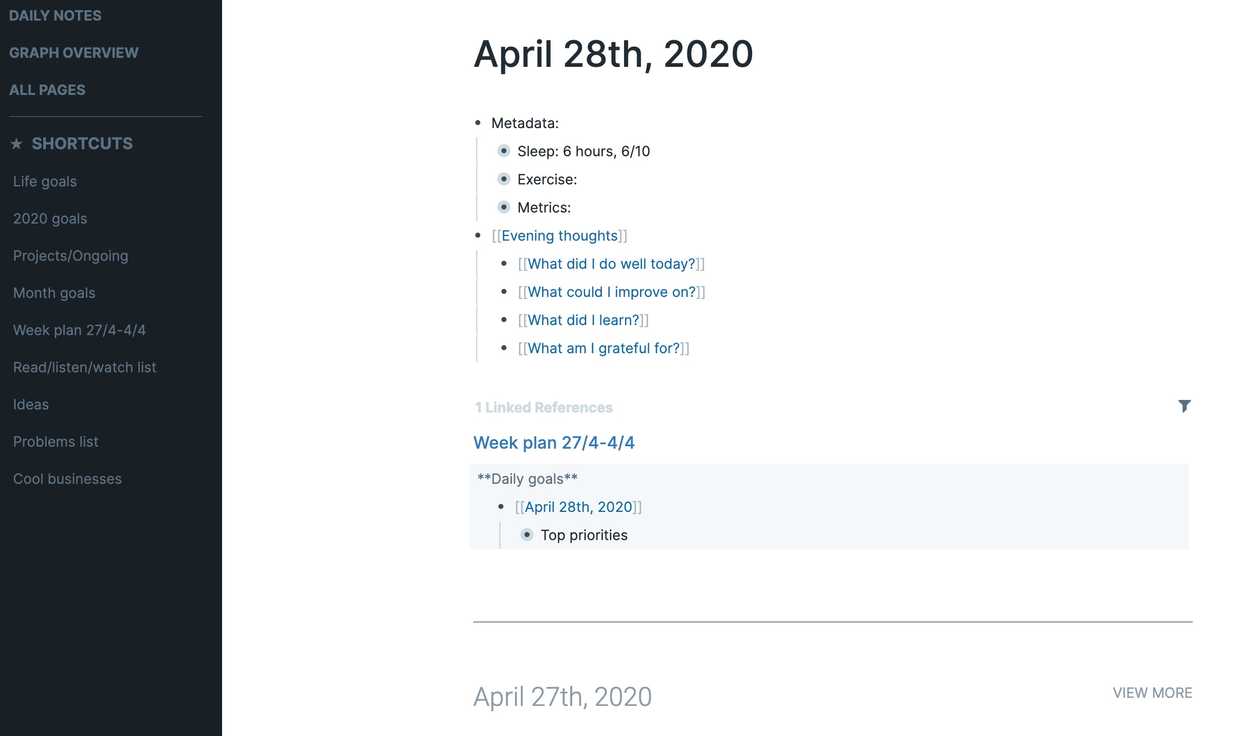 DAILY NOTES
GRAPH OVERVIEW
ALL PAGES
★ SHORTCUTS
Life goals
2020 goals
Projects/Ongoing
Month goals
Week plan 27/4-4/4
Read/listen/watch list
Ideas
Problems list
Cool businesses
April 28th, 2020
• Metadata:
• Sleep: 6 hours, 6/10
• Exercise:
• Metrics:
• [[Evening thoughts]]
• [[What did I do well today?]]
• [[What could I improve on?]]
• [[What did I learn?]]
• [[What am I grateful for?]]
1 Linked References
Week plan 27/4-4/4
**Daily goals**
• [[April 28th, 2020]]
• Top priorities
April 27th, 2020
VIEW MORE